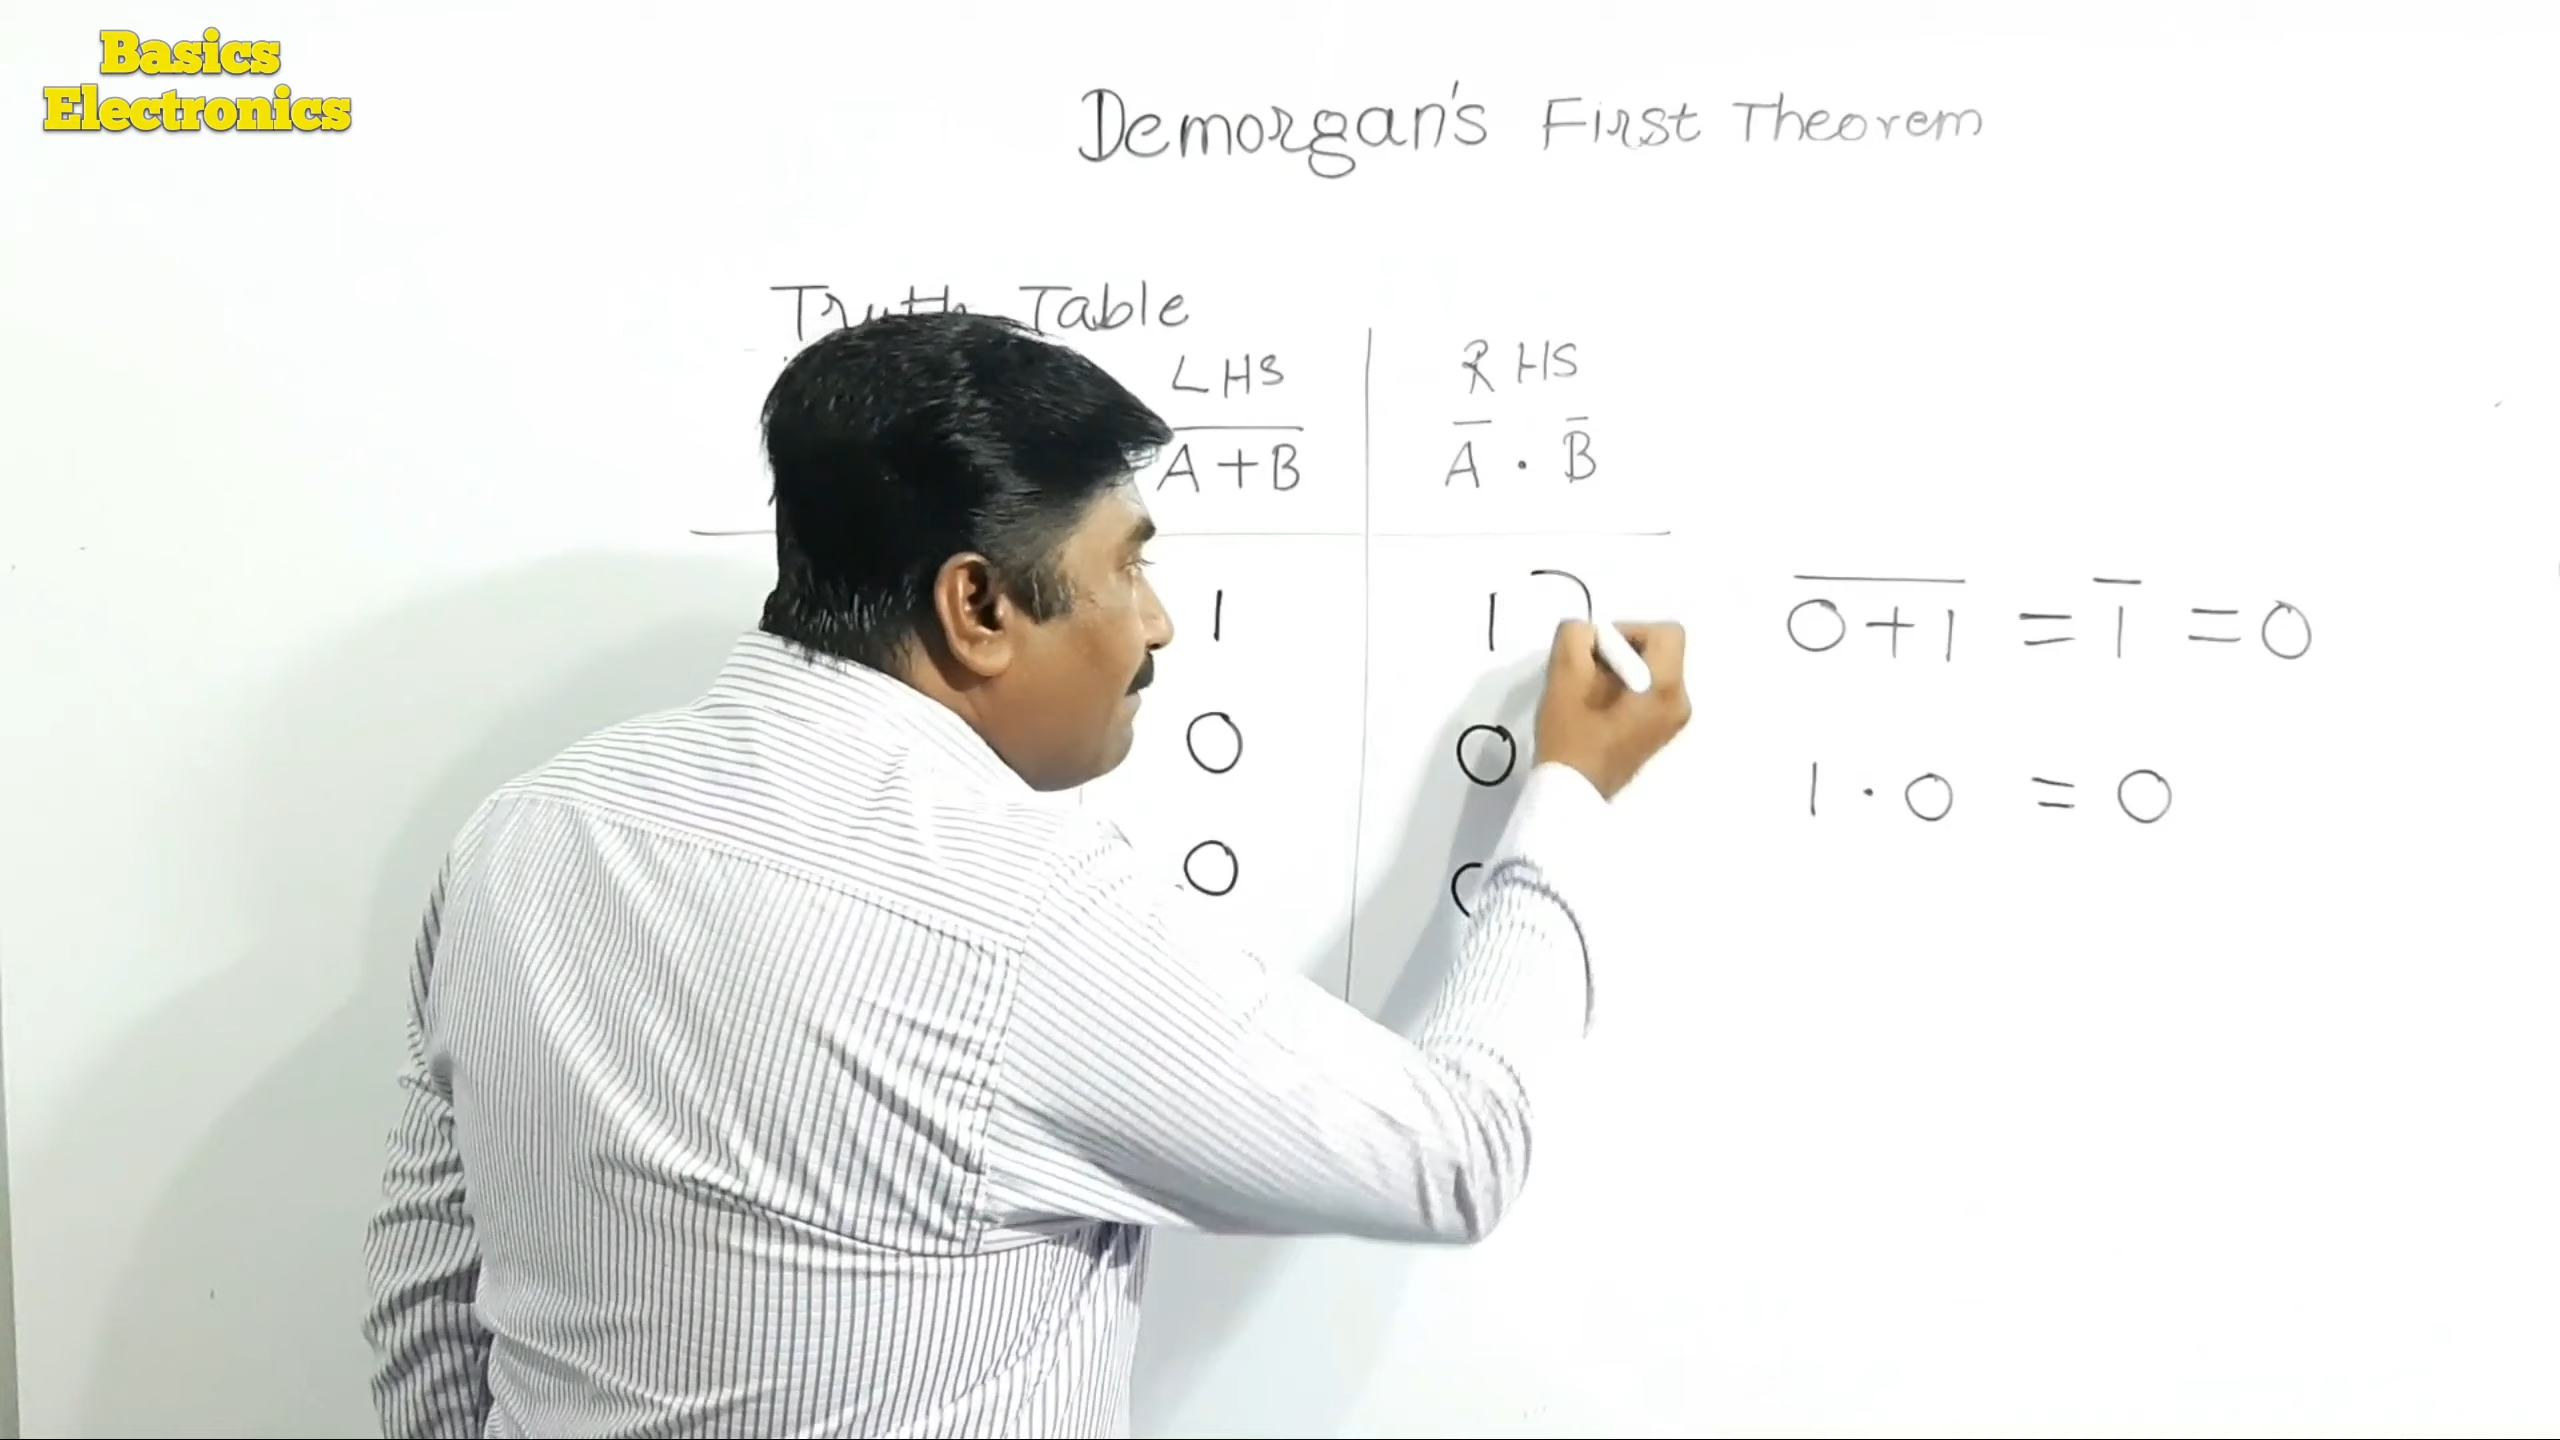 Basics
Electronics
Demorgan's First Theorem
Truth Table
LHS RHS
A̅+̅B̅ A̅ . B̅
1 1
0 0
0
0̅+̅1̅ = 1̅ = 0
1 . 0 = 0